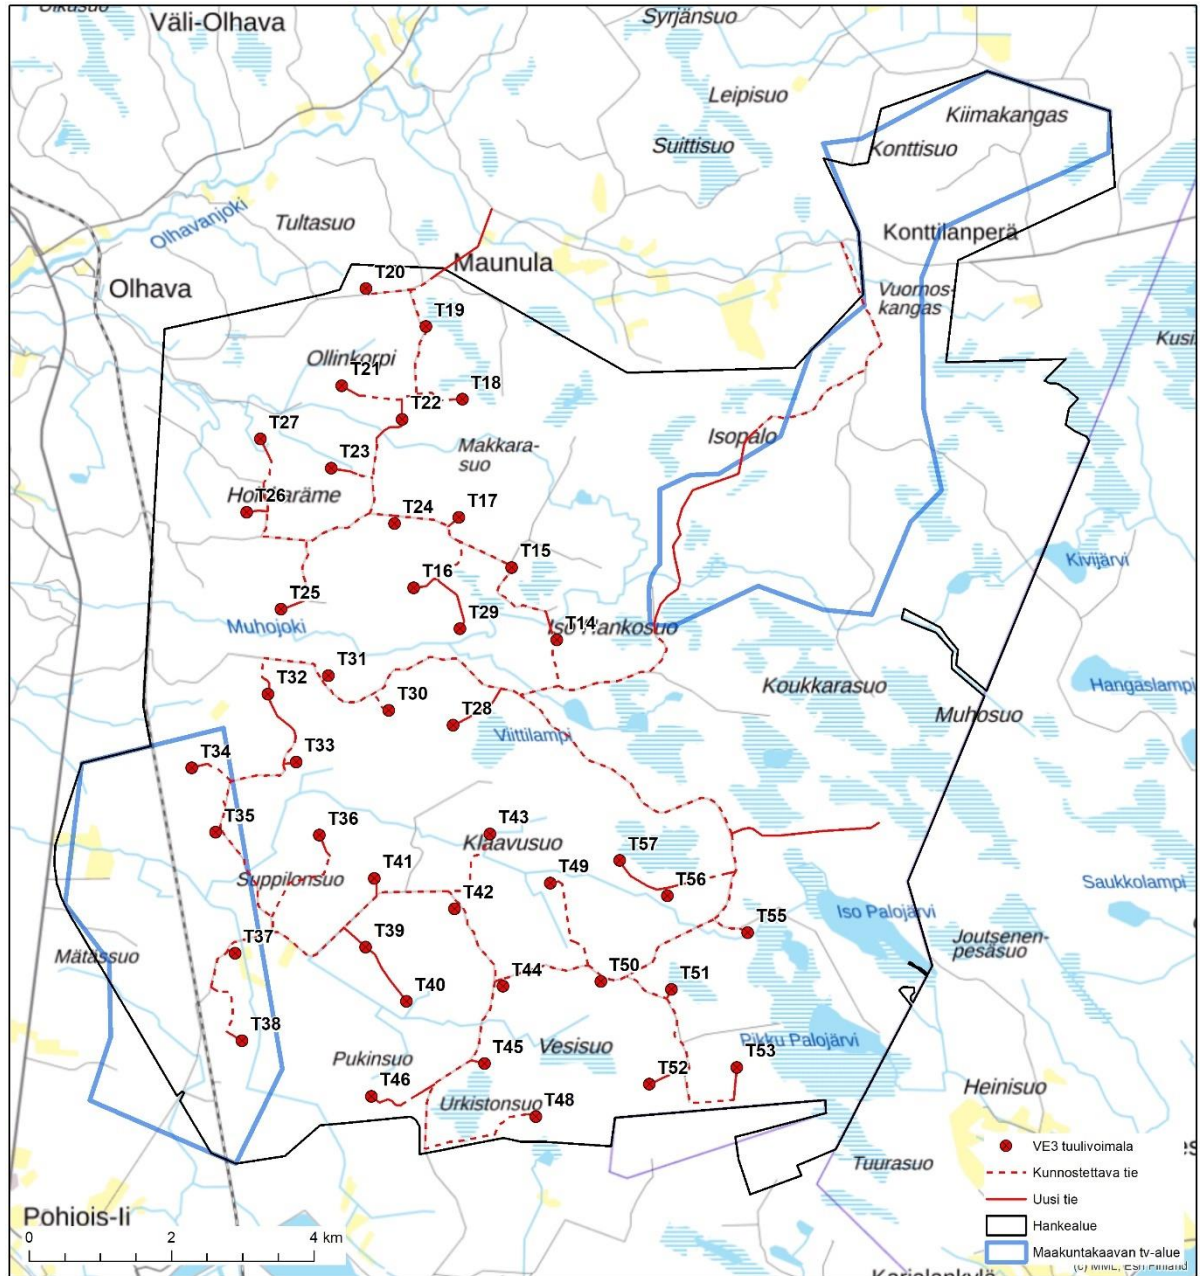 Väli-Olhava
Syrjänsuo
Leipisuo
Suittisuo
Kiimakangas
Konttisuo
Konttilanperä
Vuomos-
kangas
Tultasuo
Olhavanjoki
Olhava
Maunula
T20
T19
Ollinkorpi
T21
T18
T22
T27
T23
Makkara-
suo
Isopalo
T26
T24
T17
T15
T16
T25
T29
T14
Muhojoki
Kivijärvi
T31
T32
T30
T28
Viittilampi
Koukkarasuo
Hangaslampi
Muhosuo
T34
T33
T35
T36
T43
Klaavusuo
T57
T41
T49
T56
Suppilonsuo
T42
Saukkolampi
Iso Palojärvi
T55
Joutsenen-
pesäsuo
Mätässuo
T37
T39
T40
T44
T50
T51
T38
Pukinsuo
T45
Vesisuo
Pikku Palojärvi
T53
T46
T52
Urkistonsuo
T48
Heinisuo
Tuurasuo
VE3 tuulivoimala
Kunnostettava tie
Uusi tie
Hankealue
Maakuntakaavan tv-alue
(c) MML, Esri Finland
Pohjois-Ii
0 2 4 km